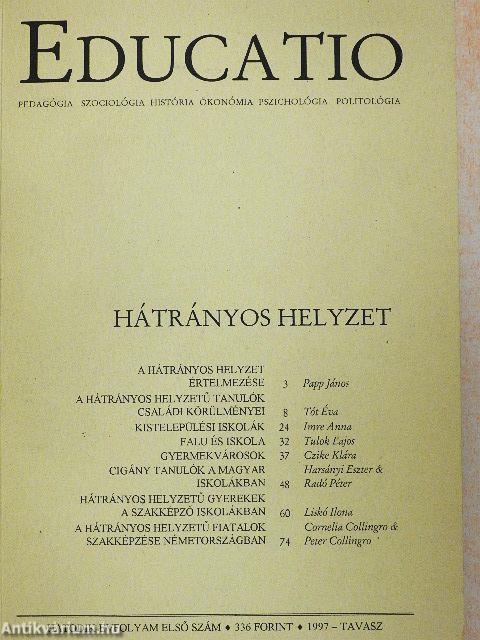 EDUCATIO
PEDAGÓGIA SZOCIOLÓGIA HISTÓRIA ÖKONÓMIA PSZICHOLÓGIA POLITOLÓGIA
HÁTRÁNYOS HELYZET
A HÁTRÁNYOS HELYZET
ÉRTELMEZÉSE 3 Papp János
A HÁTRÁNYOS HELYZETŰ TANULÓK
CSALÁDI KÖRÜLMÉNYEI 8 Tót Éva
KISTELEPÜLÉSI ISKOLÁK 24 Imre Anna
FALU ÉS ISKOLA 32 Tulok Lajos
GYERMEKVÁROSOK 37 Czike Klára
CIGÁNY TANULÓK A MAGYAR Harsányi Eszter &
ISKOLÁKBAN 48 Radó Péter
HÁTRÁNYOS HELYZETŰ GYEREKEK
A SZAKKÉPZŐ ISKOLÁKBAN 60 Liskó Ilona
A HÁTRÁNYOS HELYZETŰ FIATALOK Cornelia Collingro &
SZAKKÉPZÉSE NÉMETORSZÁGBAN 74 Peter Collingro
ÉVFOLYAM ELSŐ SZÁM ♦ 336 FORINT ♦ 1997 – TAVASZ
Antikvarium.hu